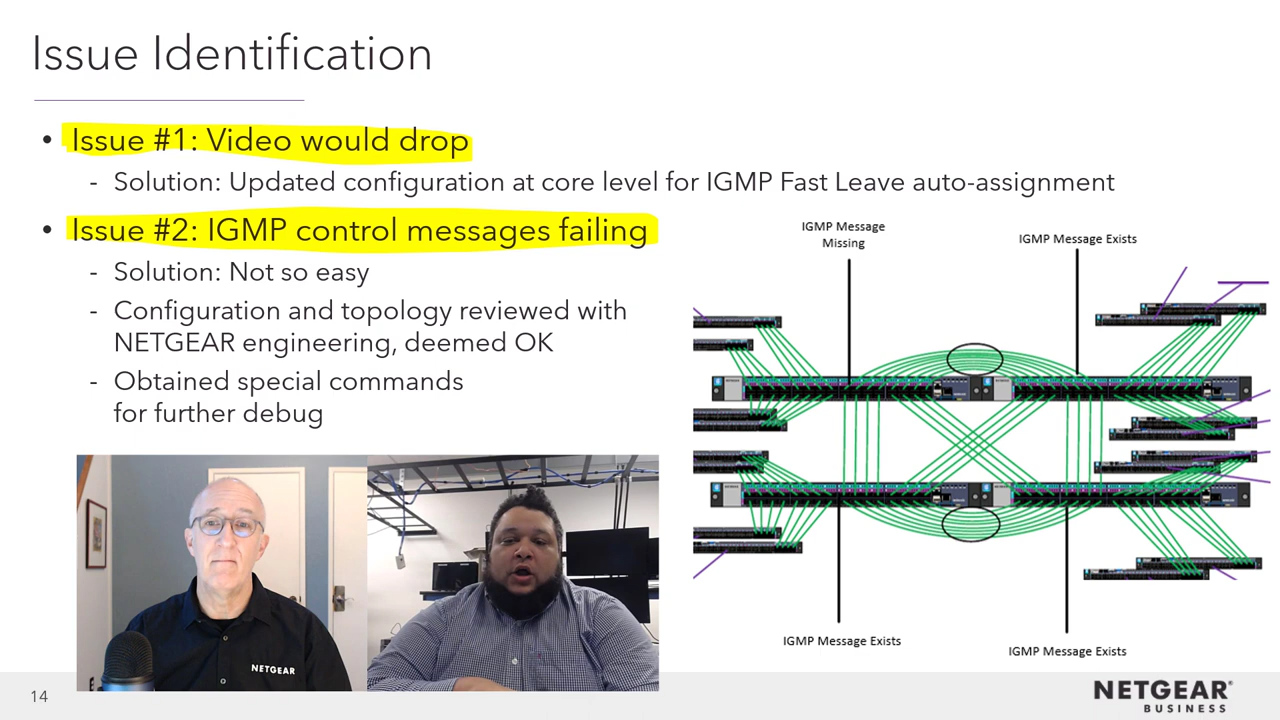 Issue Identification
• Issue #1: Video would drop
- Solution: Updated configuration at core level for IGMP Fast Leave auto-assignment
• Issue #2: IGMP control messages failing
- Solution: Not so easy
- Configuration and topology reviewed with
NETGEAR engineering, deemed OK
- Obtained special commands
for further debug
IGMP Message
Missing
IGMP Message Exists
IGMP Message Exists
IGMP Message Exists
NETGEAR
14
NETGEAR®
BUSINESS